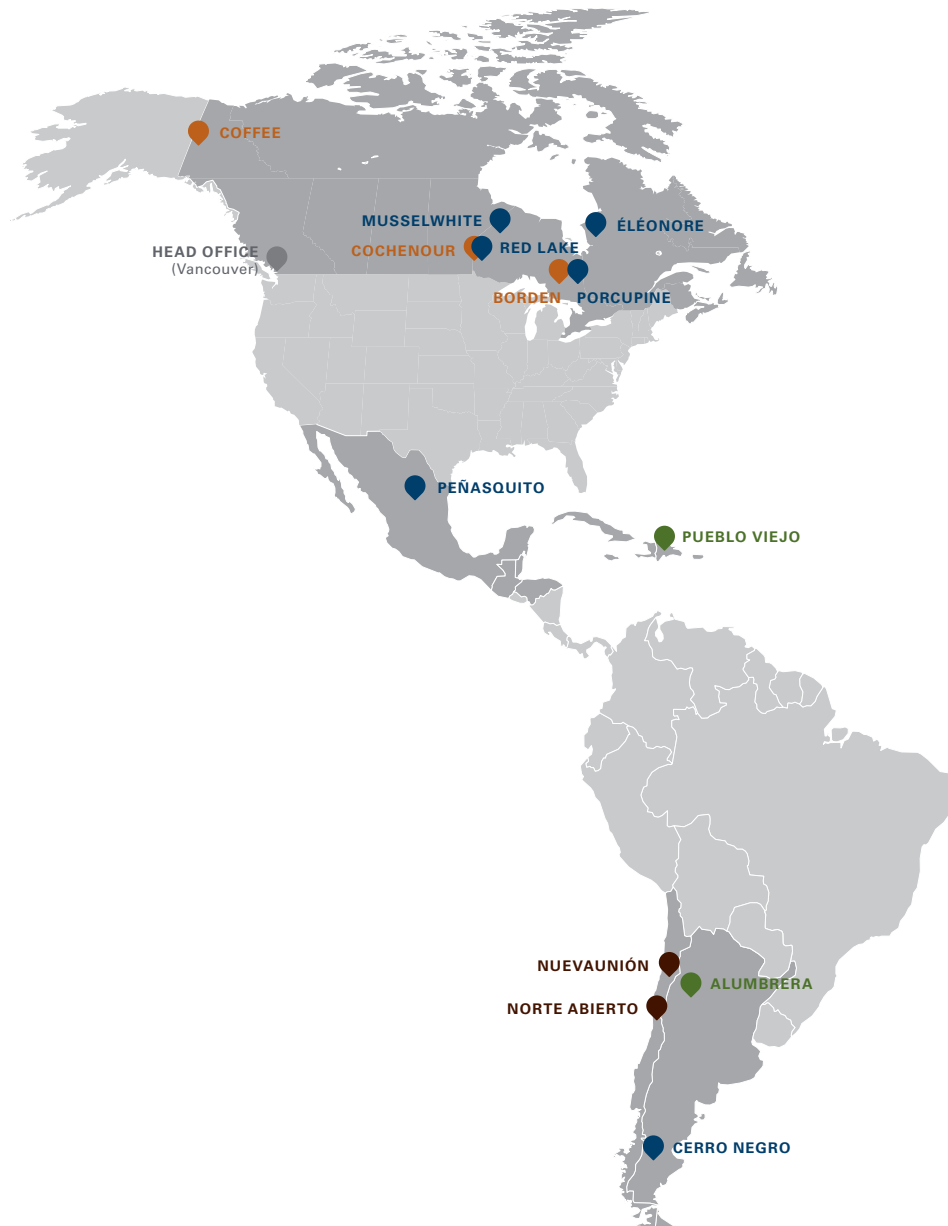 COFFEE
MUSSELWHITE
ÉLÉONORE
HEAD OFFICE
(Vancouver)
COCHENOUR
RED LAKE
BORDEN
PORCUPINE
PEÑASQUITO
PUEBLO VIEJO
NUEVAUNIÓN
ALUMBRERA
NORTE ABIERTO
CERRO NEGRO